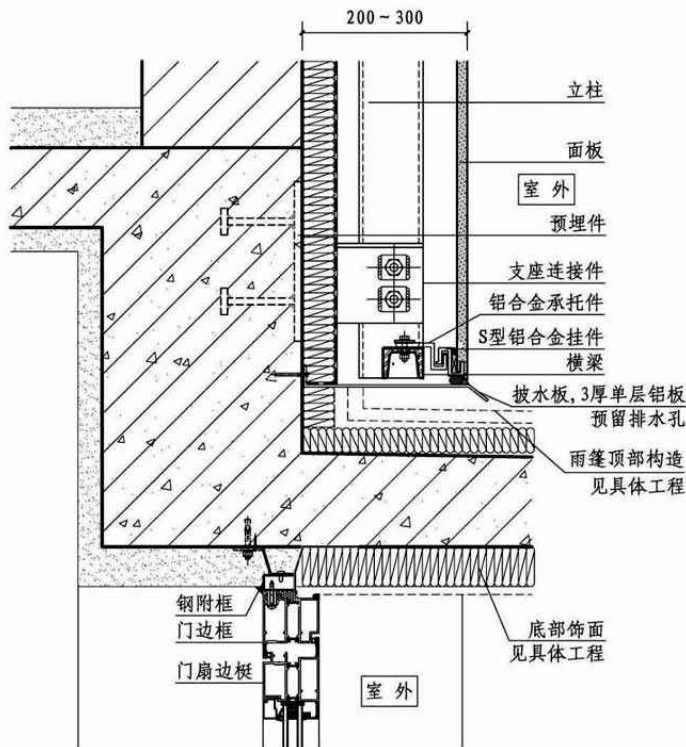 200～300
立柱
面板
室 外
预埋件
支座连接件
铝合金承托件
S型铝合金挂件
横梁
披水板，3厚单层铝板
预留排水孔
雨篷顶部构造
见具体工程
钢附框
门边框
门扇边梃
底部饰面
见具体工程
室 外